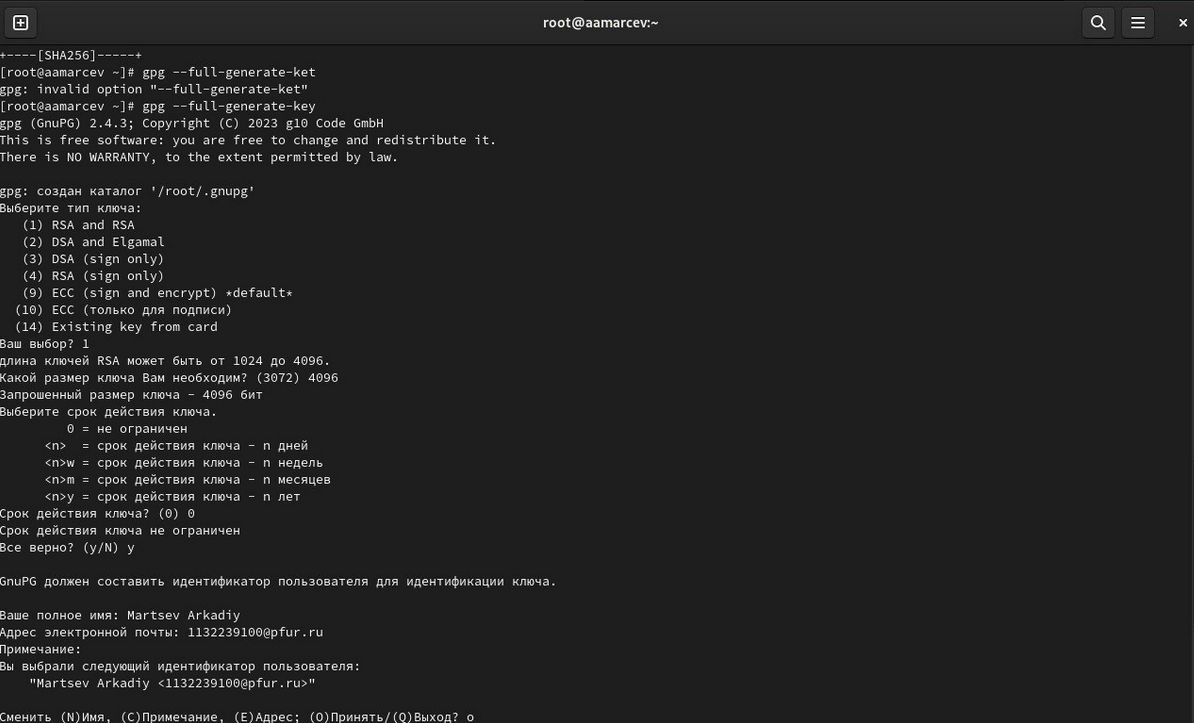 root@aamarcev:~
+----[SHA256]-----+
[root@aamarcev ~]# gpg --full-generate-ket
gpg: invalid option "--full-generate-ket"
[root@aamarcev ~]# gpg --full-generate-key
gpg (GnuPG) 2.4.3; Copyright (C) 2023 g10 Code GmbH
This is free software: you are free to change and redistribute it.
There is NO WARRANTY, to the extent permitted by law.

gpg: создан каталог '/root/.gnupg'
Выберите тип ключа:
   (1) RSA and RSA
   (2) DSA and Elgamal
   (3) DSA (sign only)
   (4) RSA (sign only)
   (9) ECC (sign and encrypt) *default*
  (10) ECC (только для подписи)
  (14) Existing key from card
Ваш выбор? 1
длина ключей RSA может быть от 1024 до 4096.
Какой размер ключа Вам необходим? (3072) 4096
Запрошенный размер ключа - 4096 бит
Выберите срок действия ключа.
         0 = не ограничен
      <n>  = срок действия ключа - n дней
      <n>w = срок действия ключа - n недель
      <n>m = срок действия ключа - n месяцев
      <n>y = срок действия ключа - n лет
Срок действия ключа? (0) 0
Срок действия ключа не ограничен
Все верно? (y/N) y

GnuPG должен составить идентификатор пользователя для идентификации ключа.

Ваше полное имя: Martsev Arkadiy
Адрес электронной почты: 1132239100@pfur.ru
Примечание:
Вы выбрали следующий идентификатор пользователя:
    "Martsev Arkadiy <1132239100@pfur.ru>"

Сменить (N)Имя, (C)Примечание, (E)Адрес; (O)Принять/(Q)Выход? o